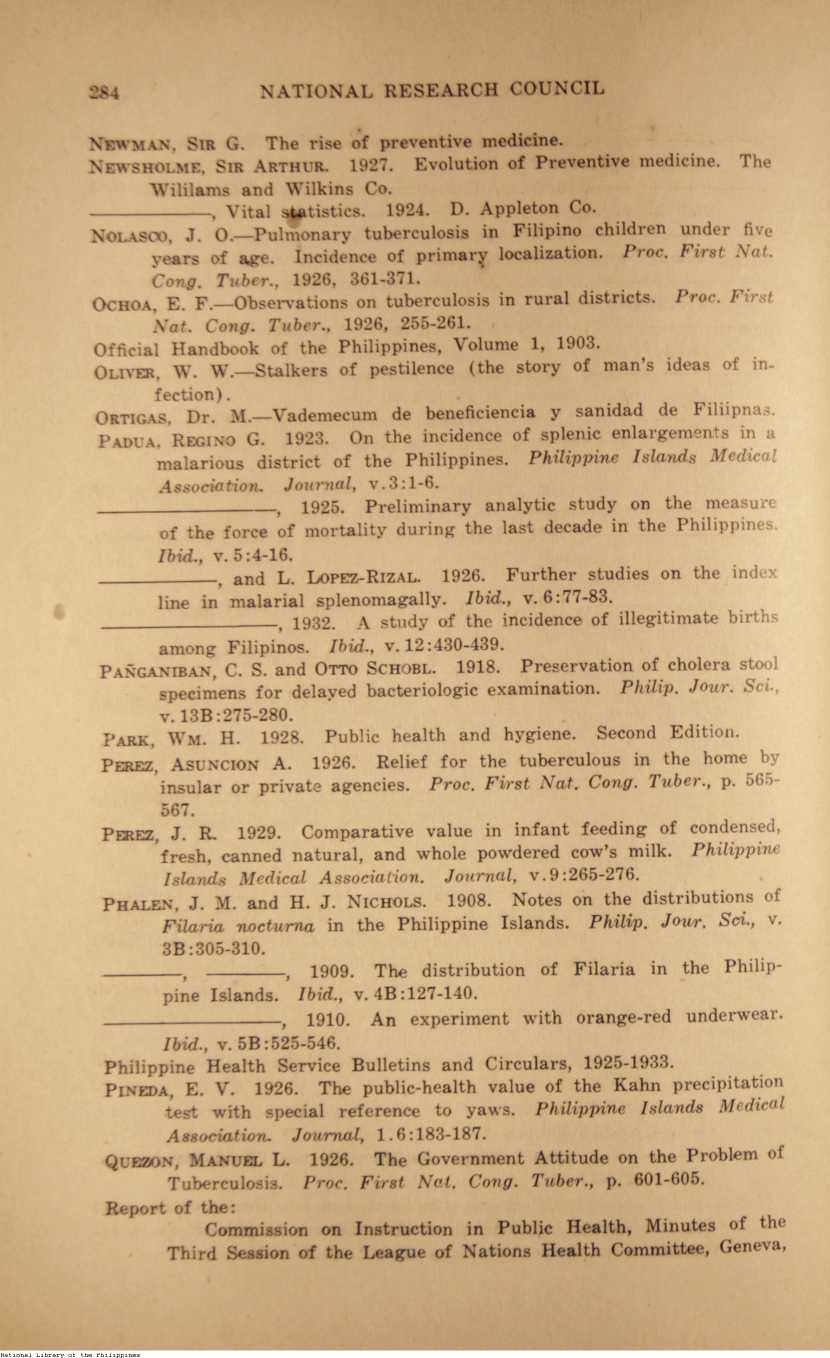 284 NATIONAL RESEARCH COUNCIL
NEWMAN, SIR G. The rise of preventive medicine.
NEWSHOLME, SIR ARTHUR. 1927. Evolution of Preventive medicine. The
Wililams and Wilkins Co.
——————, Vital statistics. 1924. D. Appleton Co.
NOLASCO, J. O.—Pulmonary tuberculosis in Filipino children under five
years of age. Incidence of primary localization. Proc. First Nat.
Cong. Tuber., 1926, 361-371.
OCHOA, E. F.—Observations on tuberculosis in rural districts. Proc. First
Nat. Cong. Tuber., 1926, 255-261.
Official Handbook of the Philippines, Volume 1, 1903.
OLIVER, W. W.—Stalkers of pestilence (the story of man's ideas of in-
fection).
ORTIGAS, Dr. M.—Vademecum de beneficiencia y sanidad de Filiipnas.
PADUA, REGINO G. 1923. On the incidence of splenic enlargements in a
malarious district of the Philippines. Philippine Islands Medical
Association. Journal, v.3:1-6.
—————————, 1925. Preliminary analytic study on the measure
of the force of mortality during the last decade in the Philippines.
Ibid., v. 5:4-16.
——————, and L. LOPEZ-RIZAL. 1926. Further studies on the index
line in malarial splenomagally. Ibid., v. 6:77-83.
—————————, 1932. A study of the incidence of illegitimate births
among Filipinos. Ibid., v. 12:430-439.
PAÑGANIBAN, C. S. and OTTO SCHOBL. 1918. Preservation of cholera stool
specimens for delayed bacteriologic examination. Philip. Jour. Sci.,
v. 13B:275-280.
PARK, WM. H. 1928. Public health and hygiene. Second Edition.
PEREZ, ASUNCION A. 1926. Relief for the tuberculous in the home by
insular or private agencies. Proc. First Nat. Cong. Tuber., p. 565-
567.
PEREZ, J. R. 1929. Comparative value in infant feeding of condensed,
fresh, canned natural, and whole powdered cow's milk. Philippine
Islands Medical Association. Journal, v.9:265-276.
PHALEN, J. M. and H. J. NICHOLS. 1908. Notes on the distributions of
Filaria nocturna in the Philippine Islands. Philip. Jour. Sci., v.
3B:305-310.
————, ————, 1909. The distribution of Filaria in the Philip-
pine Islands. Ibid., v. 4B:127-140.
—————————, 1910. An experiment with orange-red underwear.
Ibid., v. 5B:525-546.
Philippine Health Service Bulletins and Circulars, 1925-1933.
PINEDA, E. V. 1926. The public-health value of the Kahn precipitation
test with special reference to yaws. Philippine Islands Medical
Association. Journal, 1.6:183-187.
QUEZON, MANUEL L. 1926. The Government Attitude on the Problem of
Tuberculosis. Proc. First Nat. Cong. Tuber., p. 601-605.
Report of the:
Commission on Instruction in Public Health, Minutes of the
Third Session of the League of Nations Health Committee, Geneva,
National Library of the Philippines